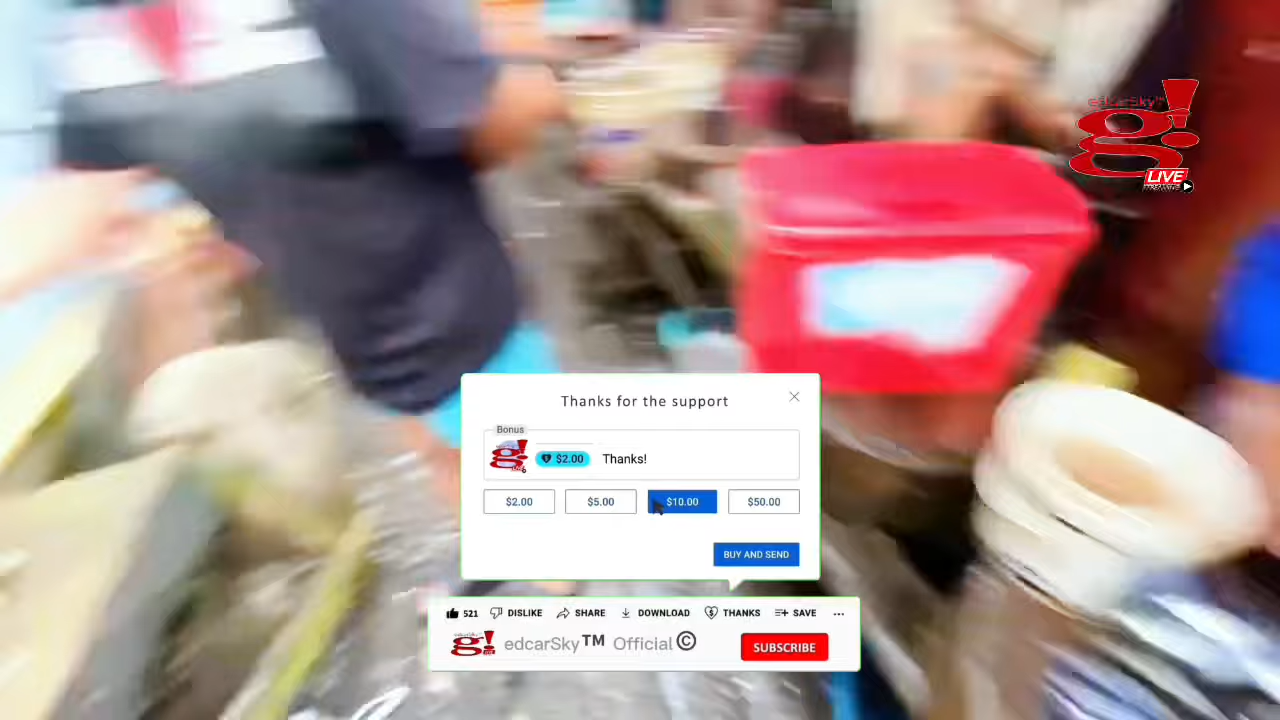 edcarSky™
g!
LIVE
Thanks for the support
Bonus
$2.00 Thanks!
$2.00 $5.00 $10.00 $50.00
BUY AND SEND
521 DISLIKE SHARE DOWNLOAD THANKS SAVE ...
g! edcarSky™ Official © SUBSCRIBE